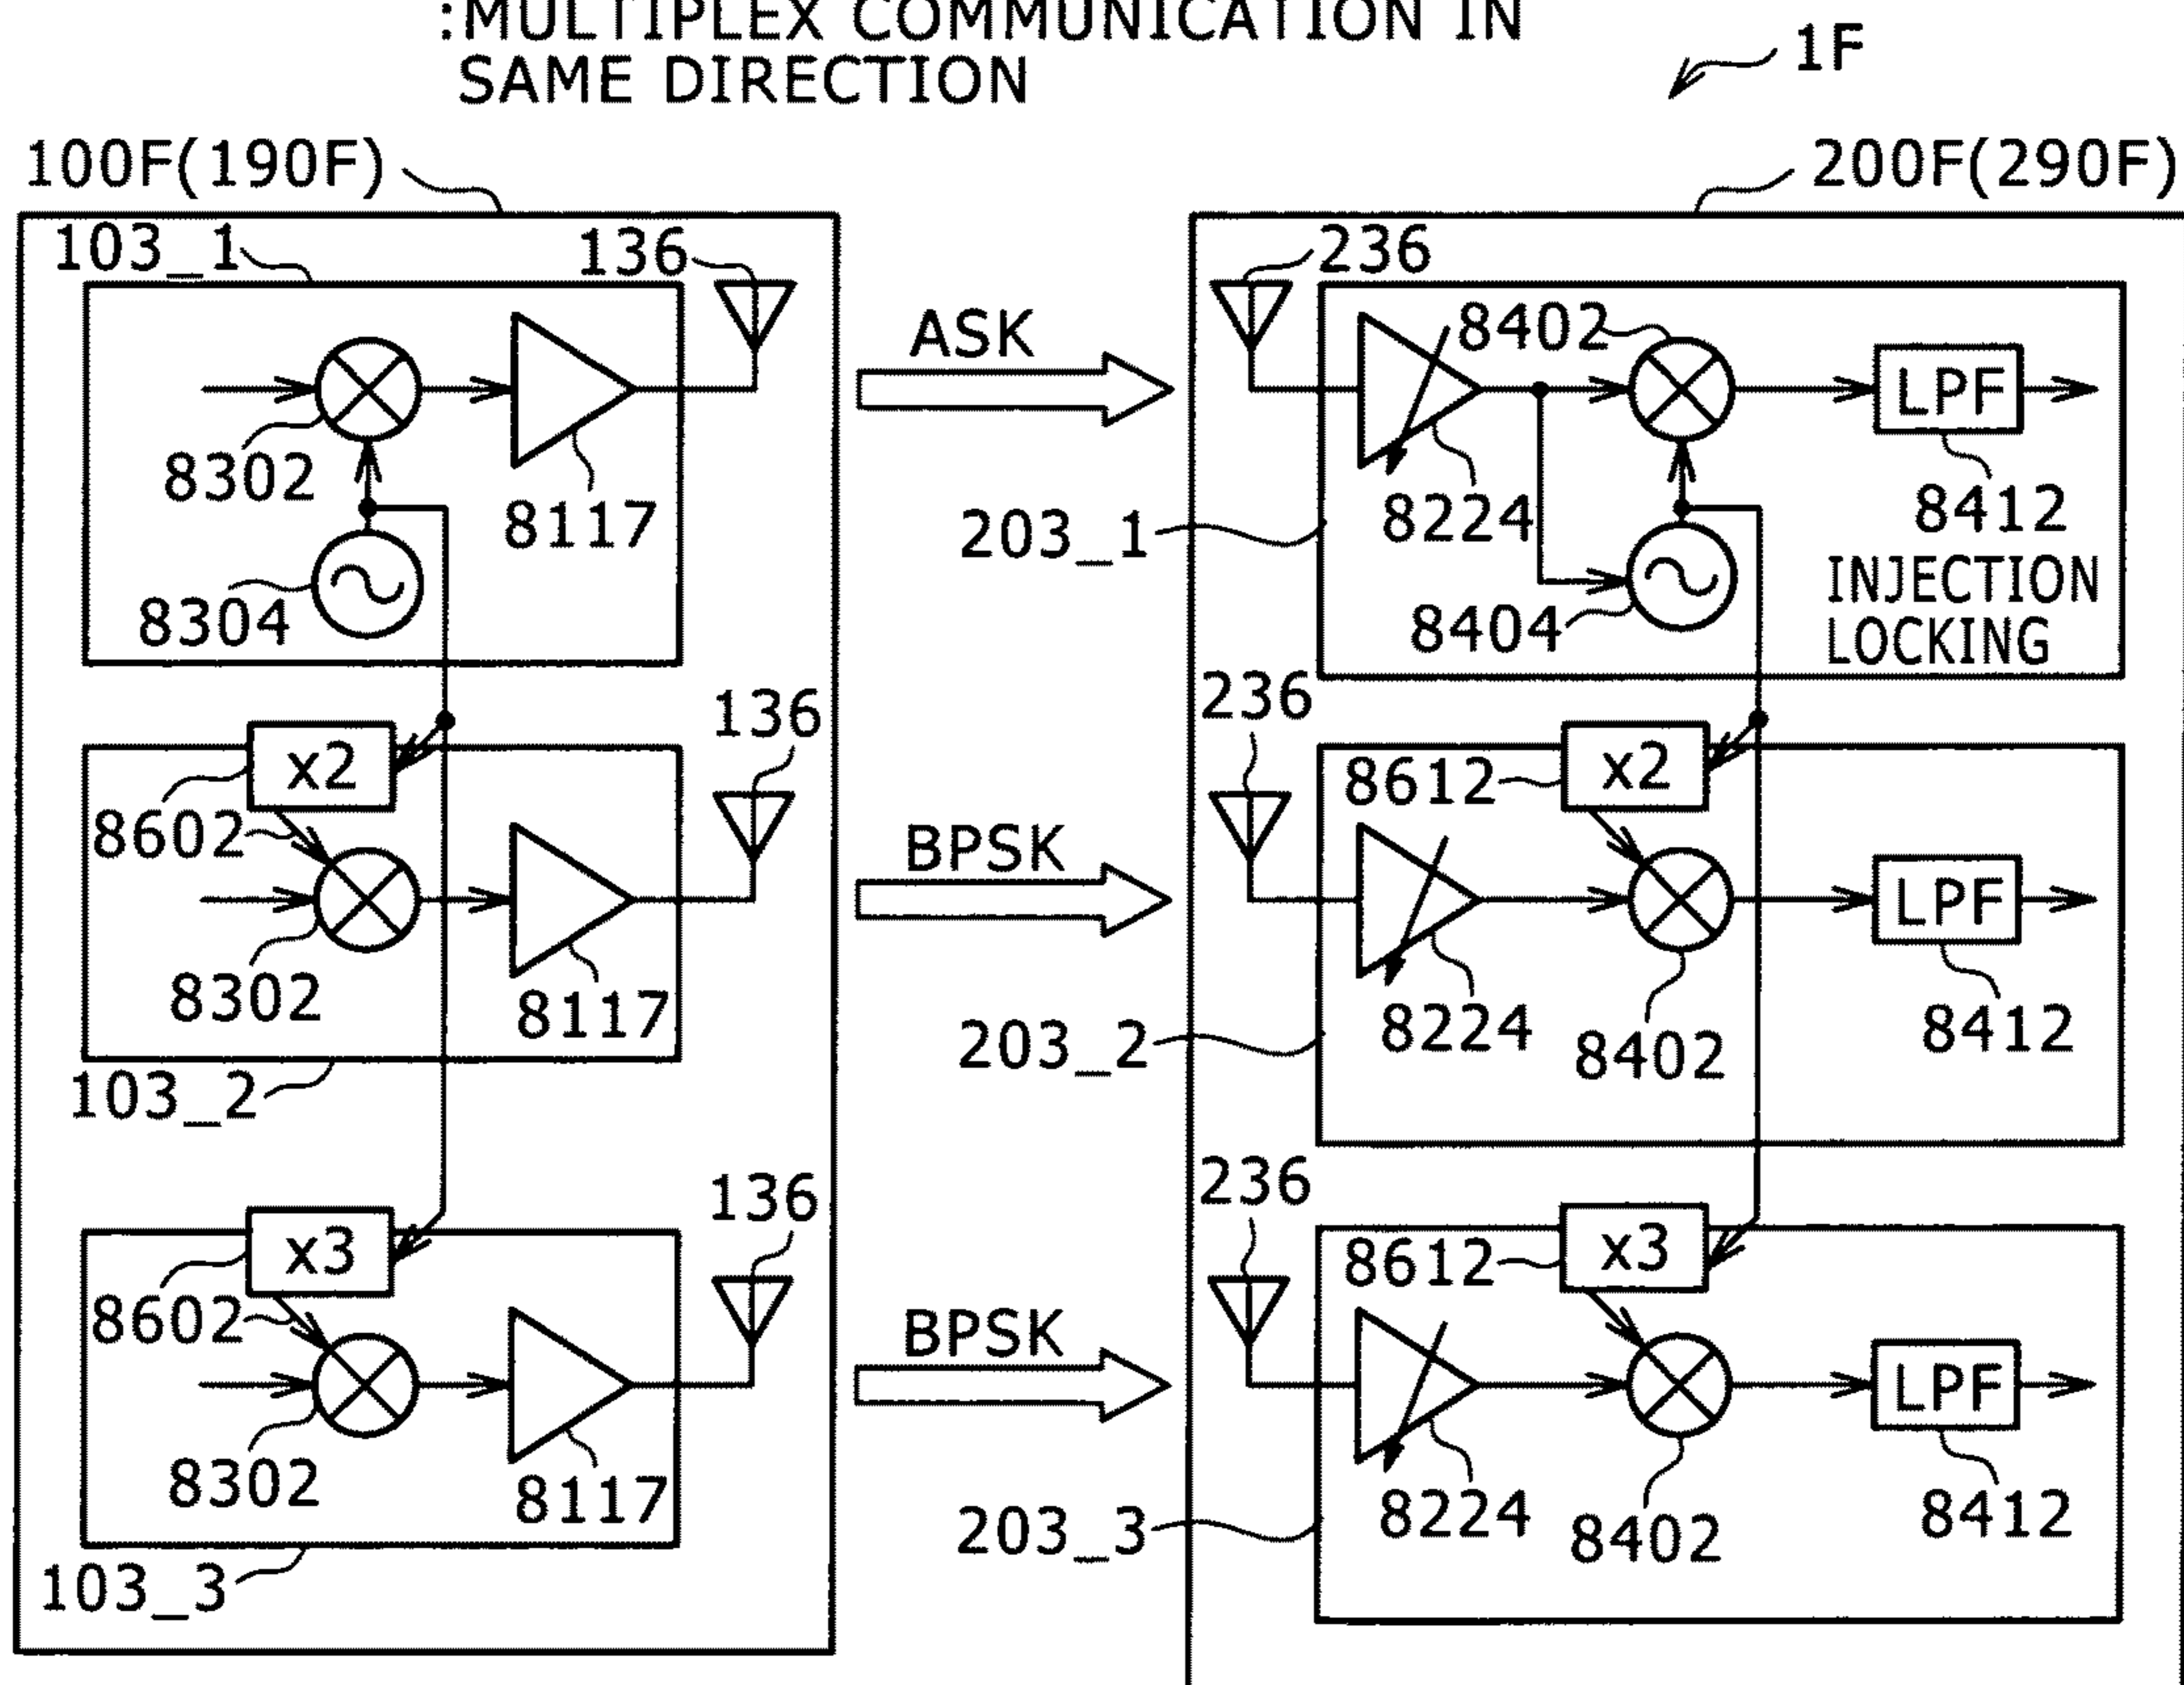 :MULTIPLEX COMMUNICATION IN
SAME DIRECTION
1F
100F(190F)
200F(290F)
103_1
136
236
8402
ASK
LPF
8302
8117
8224
8412
203_1
INJECTION
LOCKING
8304
8404
136
236
x2
8612
x2
8602
BPSK
LPF
8302
8117
8224
8402
8412
203_2
103_2
136
236
x3
8612
x3
8602
BPSK
LPF
8302
8117
8224
8402
8412
203_3
103_3